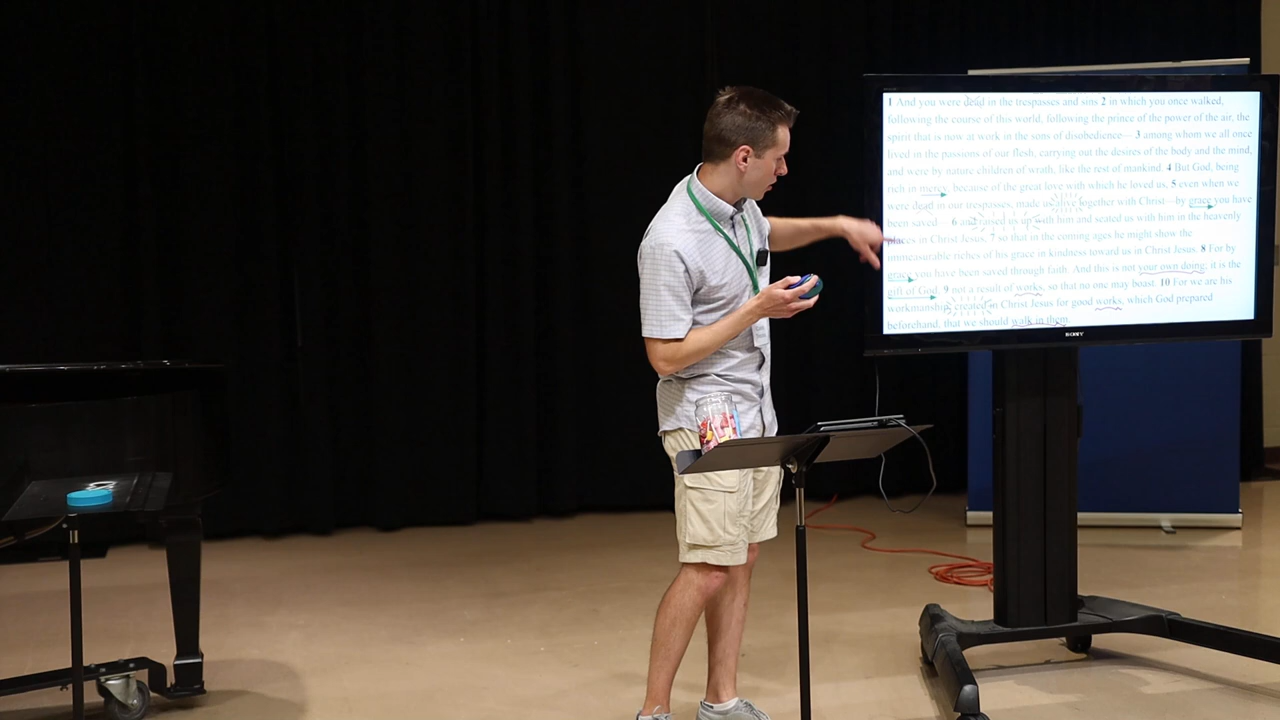 1 And you were dead in the trespasses and sins 2 in which you once walked,
following the course of this world, following the prince of the power of the air, the
spirit that is now at work in the sons of disobedience— 3 among whom we all once
lived in the passions of our flesh, carrying out the desires of the body and the mind,
and were by nature children of wrath, like the rest of mankind. 4 But God, being
rich in mercy, because of the great love with which he loved us, 5 even when we
were dead in our trespasses, made us alive together with Christ—by grace you have
been saved— 6 and raised us up with him and seated us with him in the heavenly
places in Christ Jesus, 7 so that in the coming ages he might show the
immeasurable riches of his grace in kindness toward us in Christ Jesus. 8 For by
grace you have been saved through faith. And this is not your own doing; it is the
gift of God, 9 not a result of works, so that no one may boast. 10 For we are his
workmanship, created in Christ Jesus for good works, which God prepared
beforehand, that we should walk in them.
SONY